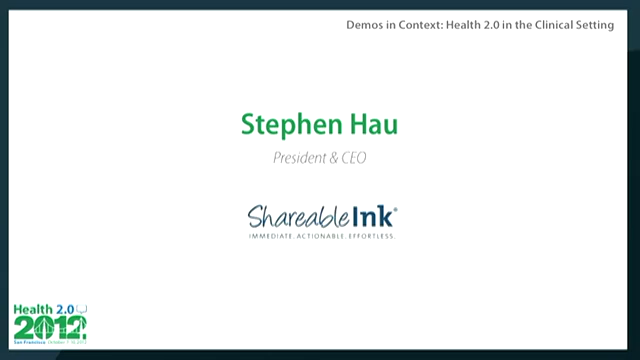 Demos in Context: Health 2.0 in the Clinical Setting
Stephen Hau
President & CEO
ShareableInk®
IMMEDIATE. ACTIONABLE. EFFORTLESS.
Health 2.0
2012
San Francisco